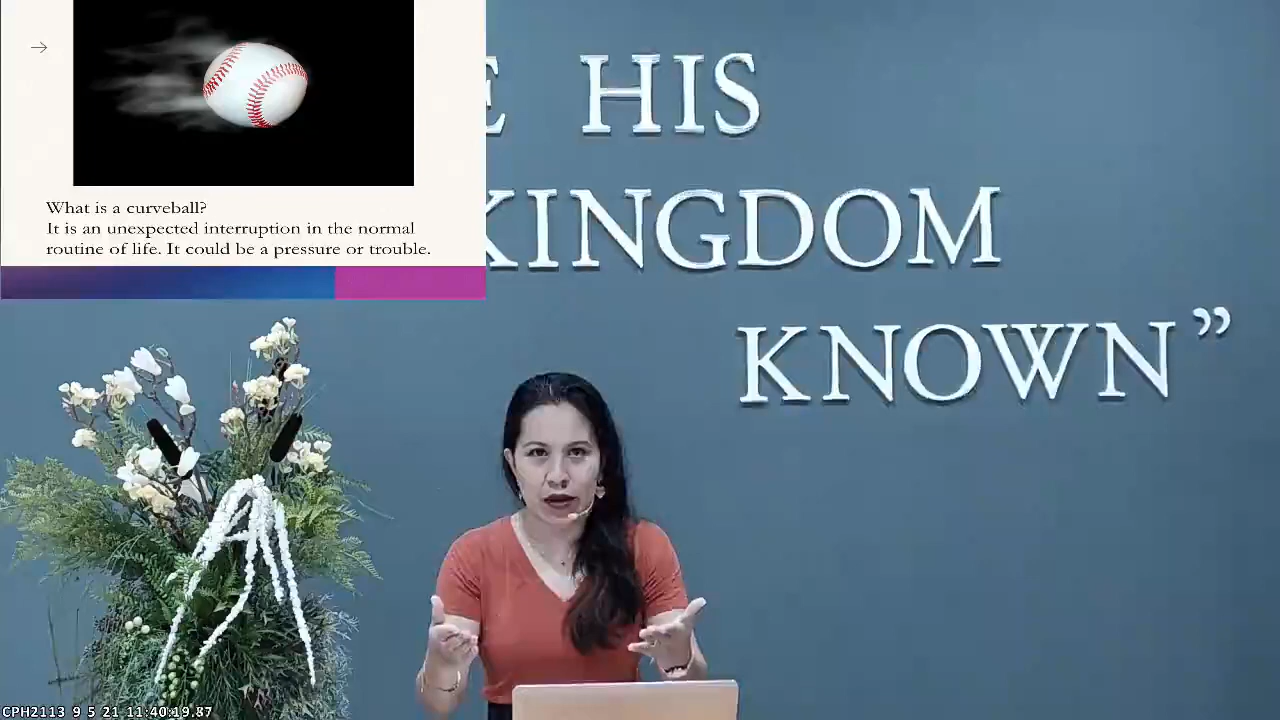 What is a curveball?
It is an unexpected interruption in the normal
routine of life. It could be a pressure or trouble.
E HIS
KINGDOM
KNOWN”
CPH2113 9 5 21 11:40:19.87